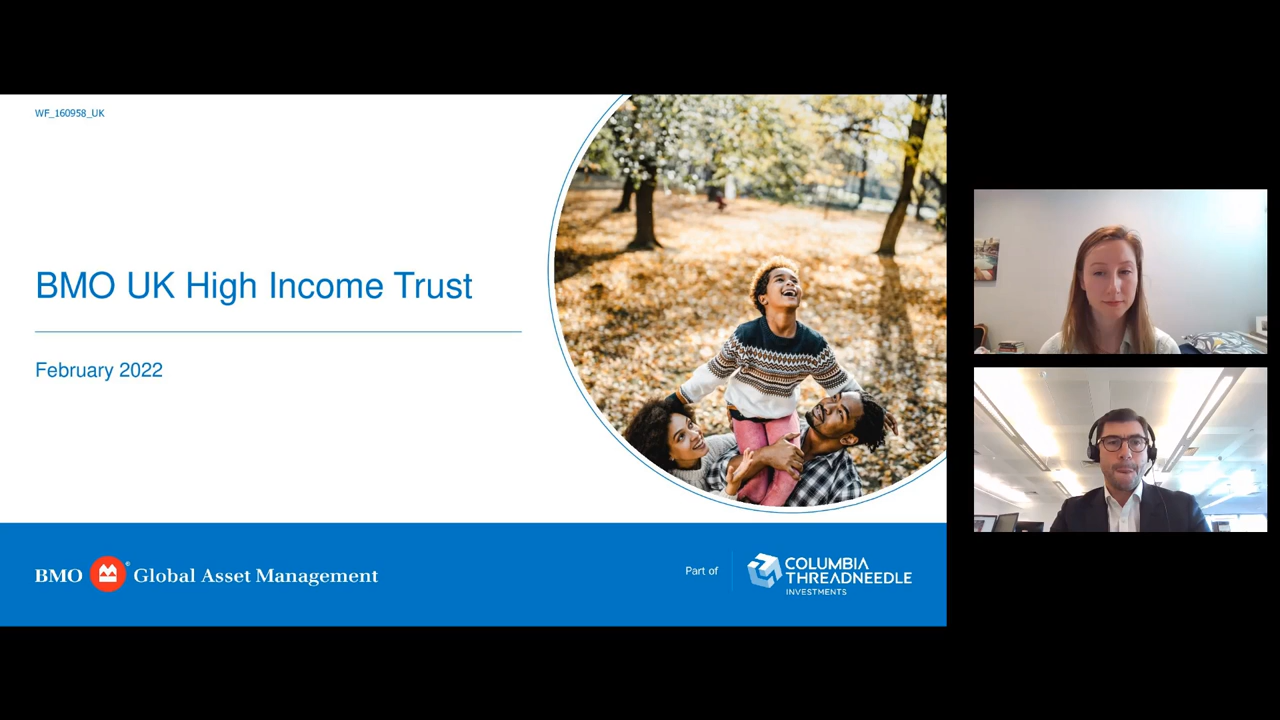 WF_160958_UK
BMO UK High Income Trust
February 2022
BMO ® Global Asset Management
Part of
COLUMBIA
THREADNEEDLE
INVESTMENTS